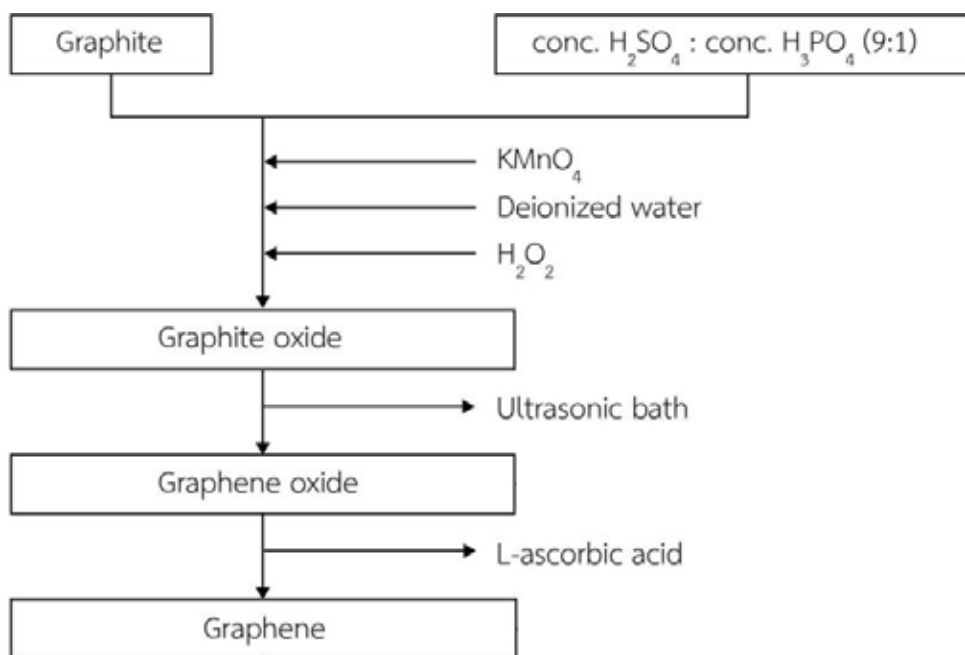 Graphite
conc. H₂SO₄ : conc. H₃PO₄ (9:1)
KMnO₄
Deionized water
H₂O₂
Graphite oxide
Ultrasonic bath
Graphene oxide
L-ascorbic acid
Graphene